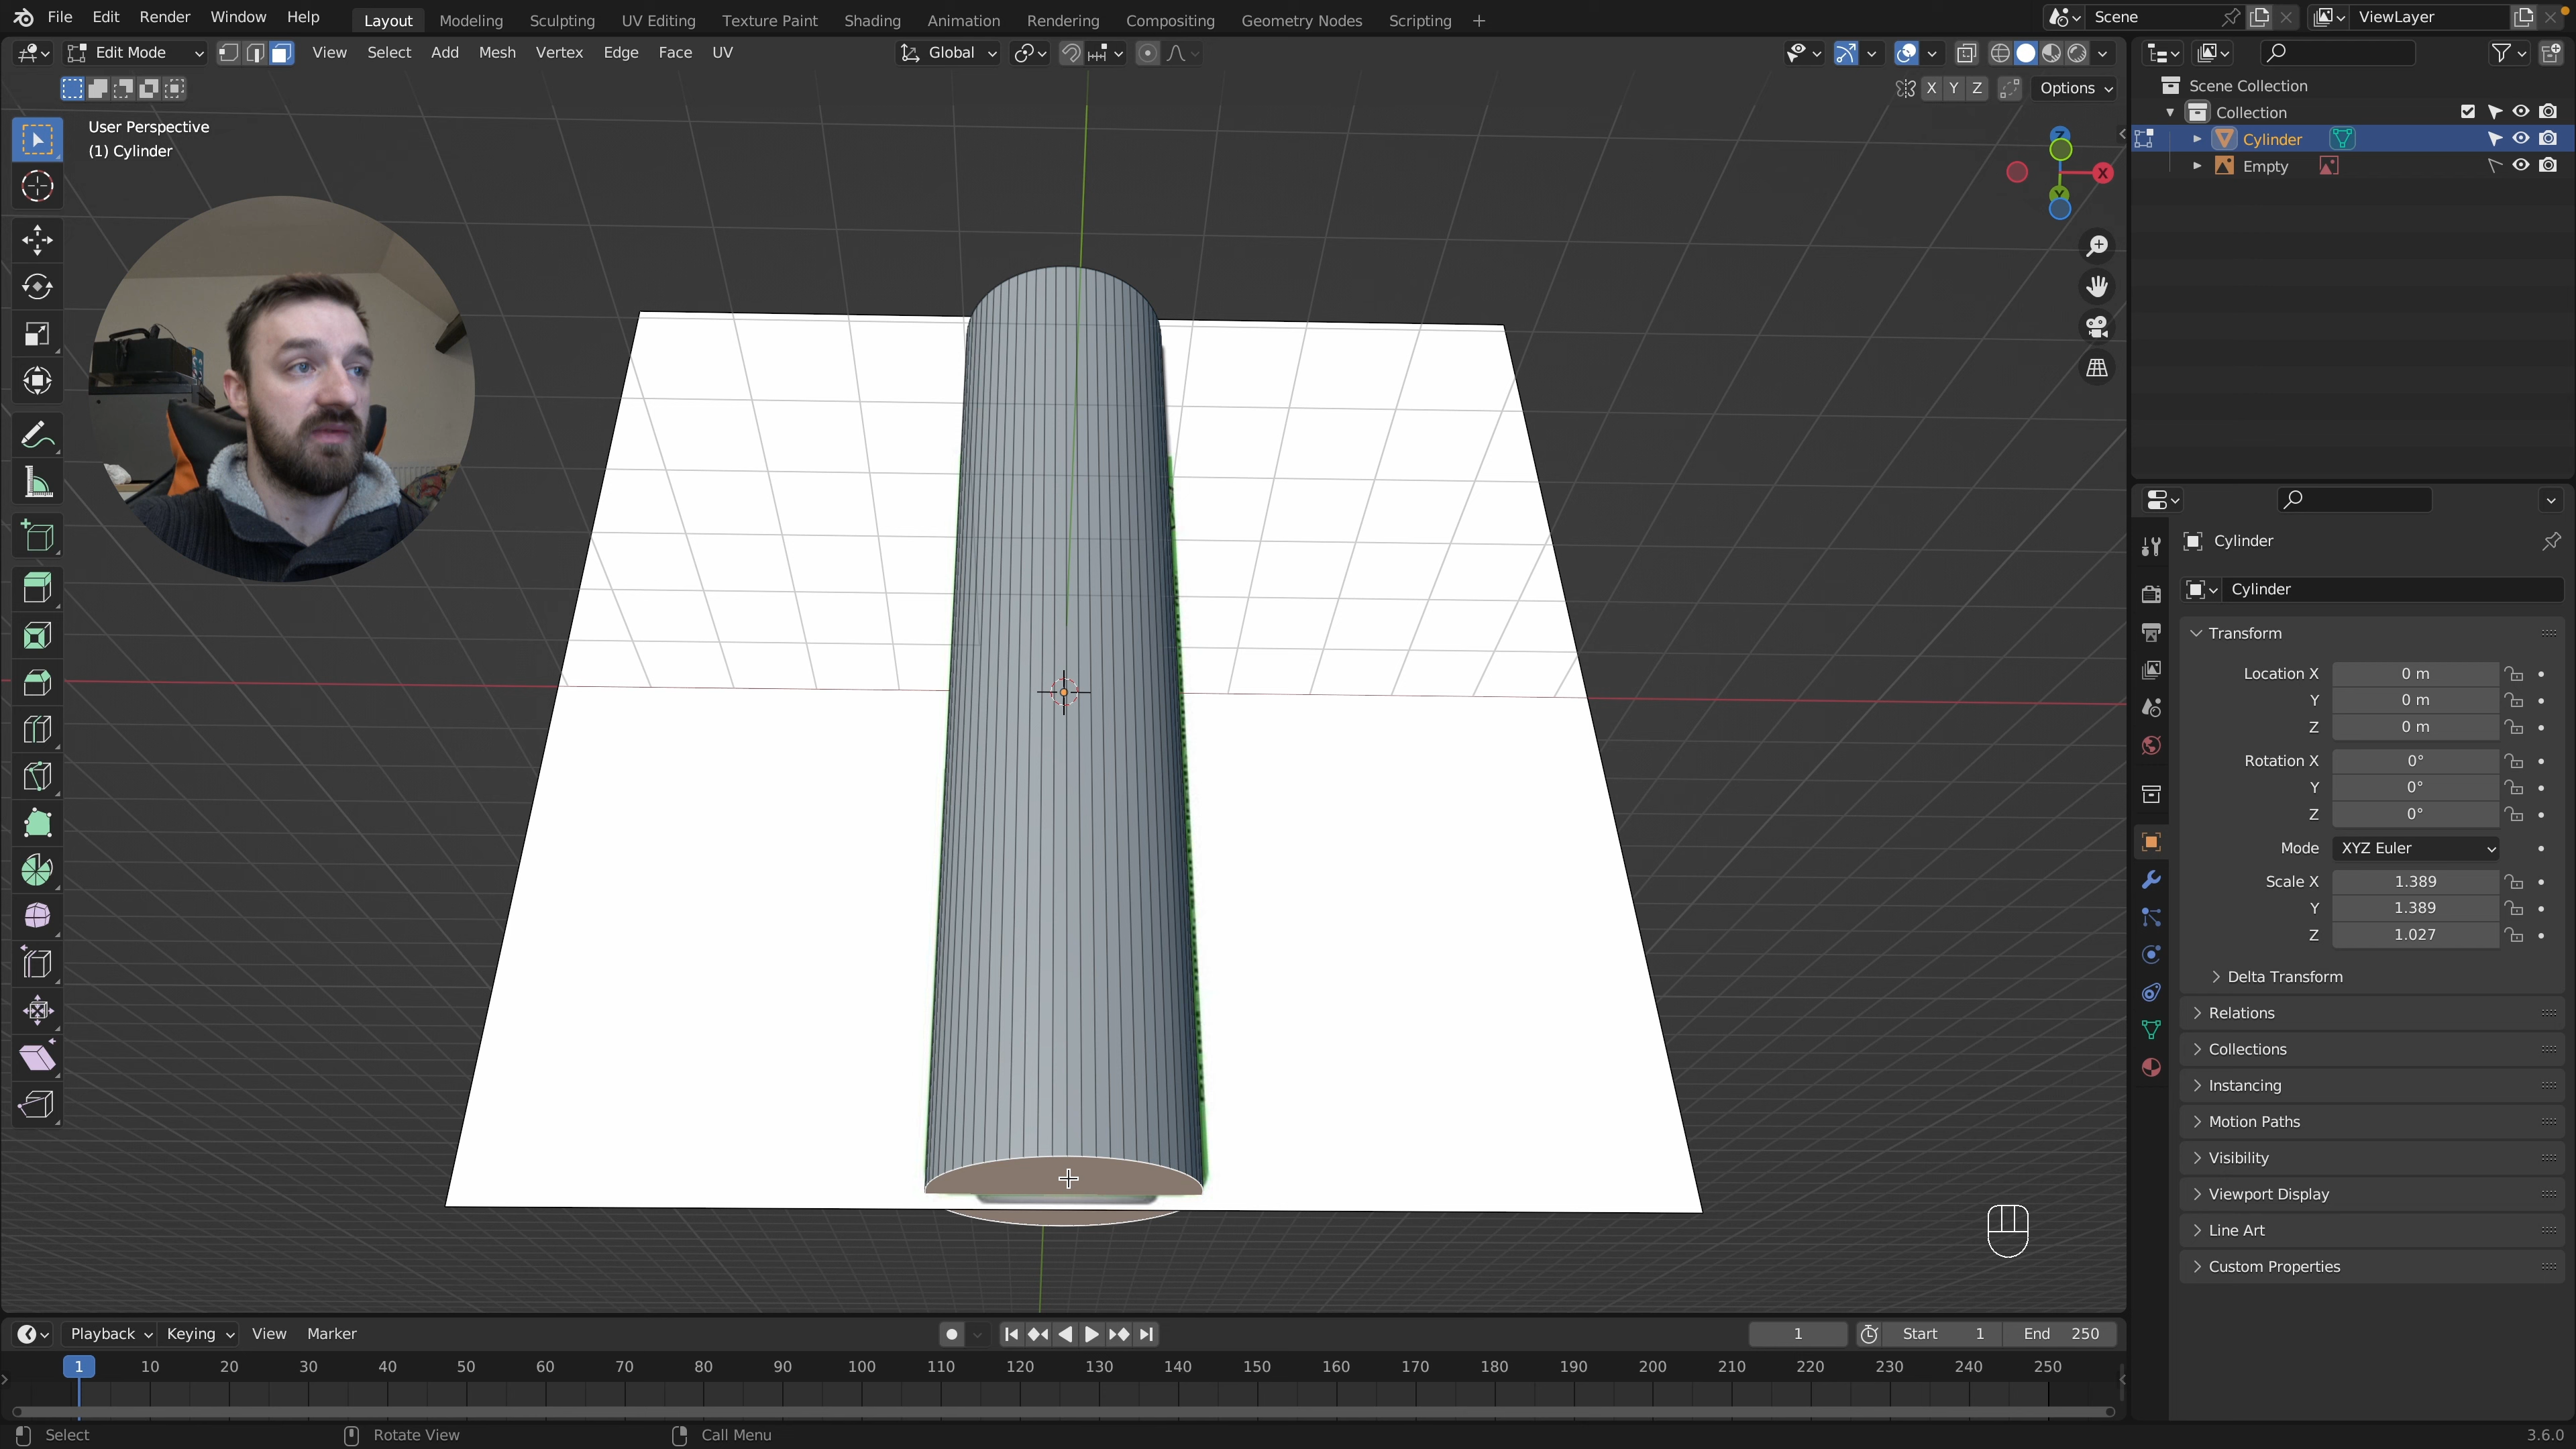 File Edit Render Window Help Layout Modeling Sculpting UV Editing Texture Paint Shading Animation Rendering Compositing Geometry Nodes Scripting + Scene ViewLayer
Edit Mode View Select Add Mesh Vertex Edge Face UV Global
X Y Z Options
User Perspective
(1) Cylinder
Z
X
Y
Scene Collection
Collection
Cylinder
Empty
Cylinder
Cylinder
Transform
Location X 0 m
Y 0 m
Z 0 m
Rotation X 0°
Y 0°
Z 0°
Mode XYZ Euler
Scale X 1.389
Y 1.389
Z 1.027
Delta Transform
Relations
Collections
Instancing
Motion Paths
Visibility
Viewport Display
Line Art
Custom Properties
Playback Keying View Marker 1 Start 1 End 250
1 10 20 30 40 50 60 70 80 90 100 110 120 130 140 150 160 170 180 190 200 210 220 230 240 250
Select Rotate View Call Menu 3.6.0